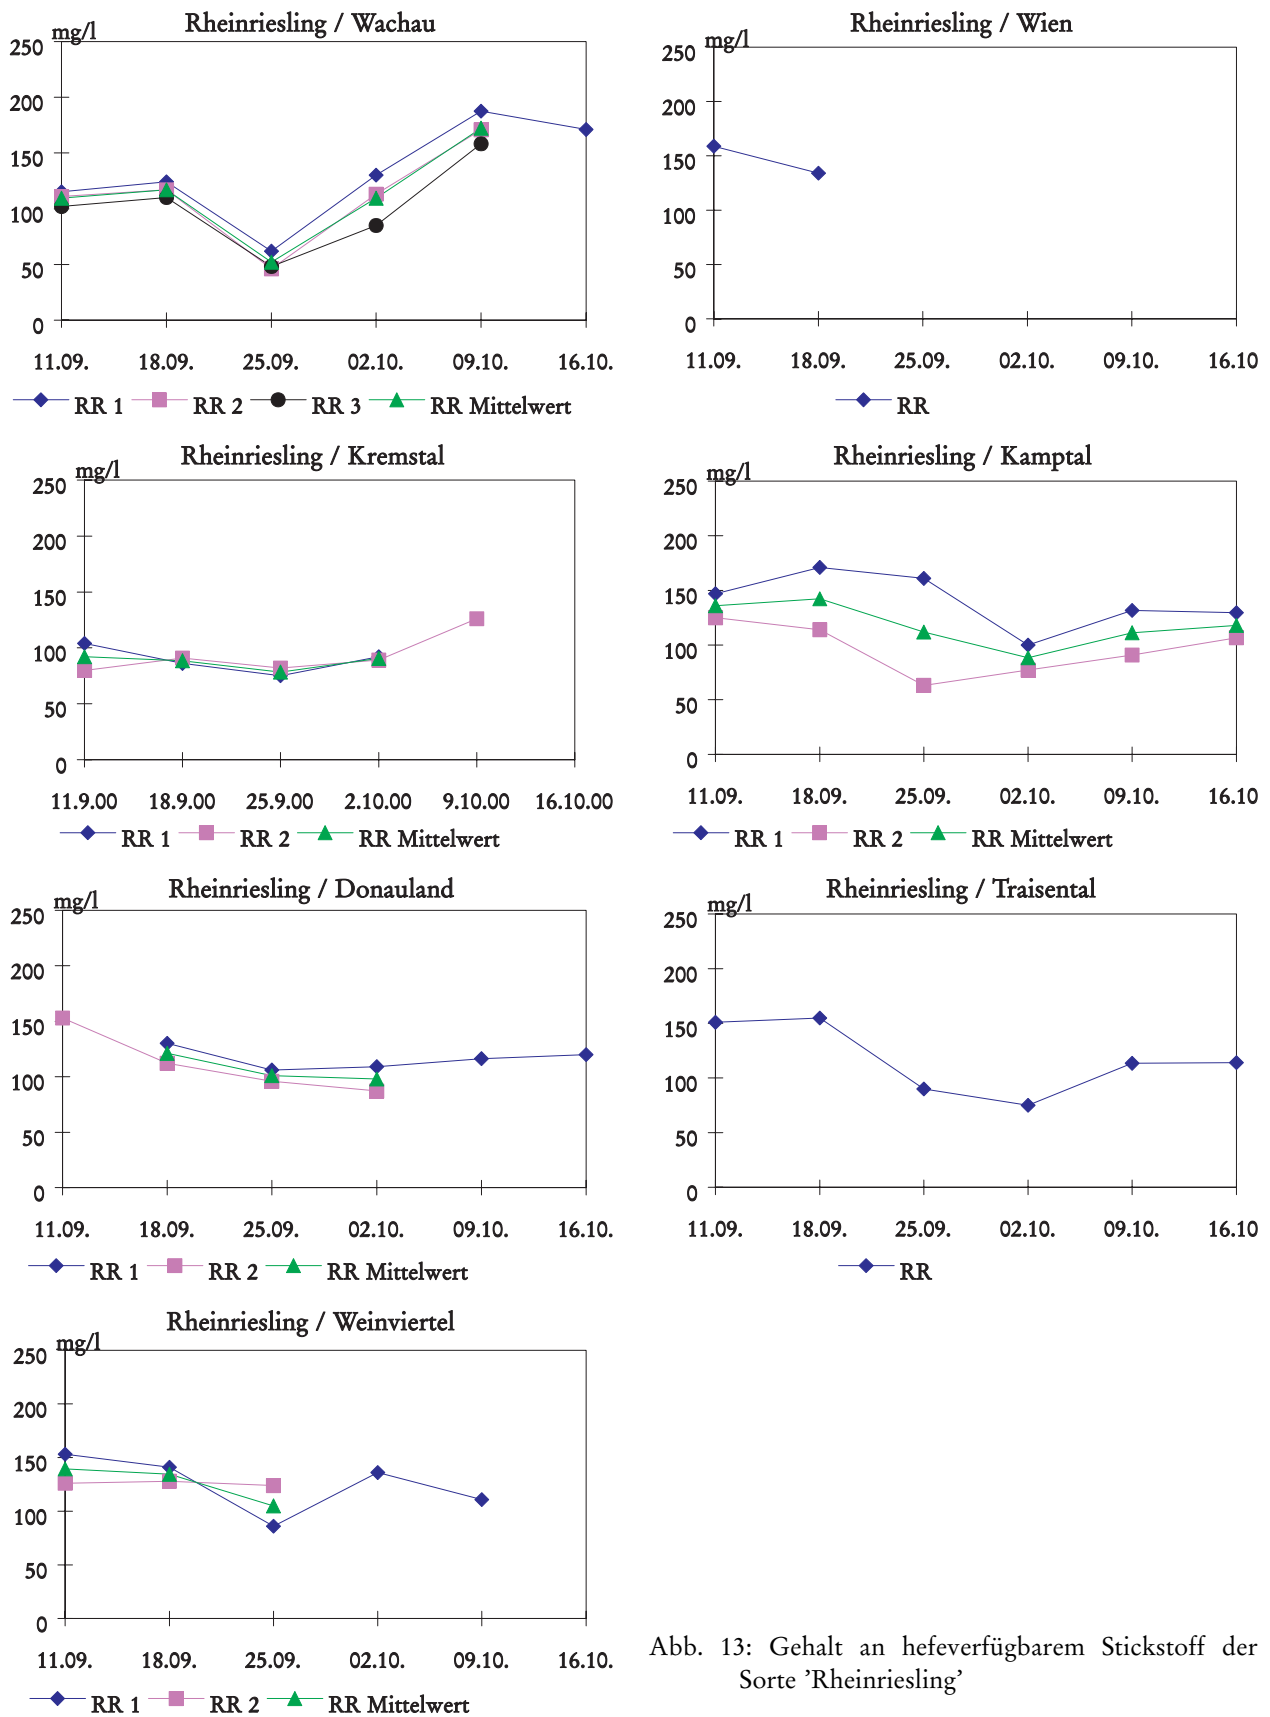 Rheinriesling / Wachau
mg/l
250
200
150
100
50
0
11.09. 18.09. 25.09. 02.10. 09.10. 16.10.
RR 1 RR 2 RR 3 RR Mittelwert
Rheinriesling / Wien
mg/l
250
200
150
100
50
0
11.09. 18.09. 25.09. 02.10. 09.10. 16.10
RR
Rheinriesling / Kremstal
mg/l
250
200
150
100
50
0
11.9.00 18.9.00 25.9.00 2.10.00 9.10.00 16.10.00
RR 1 RR 2 RR Mittelwert
Rheinriesling / Kamptal
mg/l
250
200
150
100
50
0
11.09. 18.09. 25.09. 02.10. 09.10. 16.10
RR 1 RR 2 RR Mittelwert
Rheinriesling / Donauland
mg/l
250
200
150
100
50
0
11.09. 18.09. 25.09. 02.10. 09.10. 16.10.
RR 1 RR 2 RR Mittelwert
Rheinriesling / Traisental
mg/l
250
200
150
100
50
0
11.09. 18.09. 25.09. 02.10. 09.10. 16.10
RR
Rheinriesling / Weinviertel
mg/l
250
200
150
100
50
0
11.09. 18.09. 25.09. 02.10. 09.10. 16.10.
RR 1 RR 2 RR Mittelwert
Abb. 13: Gehalt an hefeverfügbarem Stickstoff der
Sorte ’Rheinriesling’